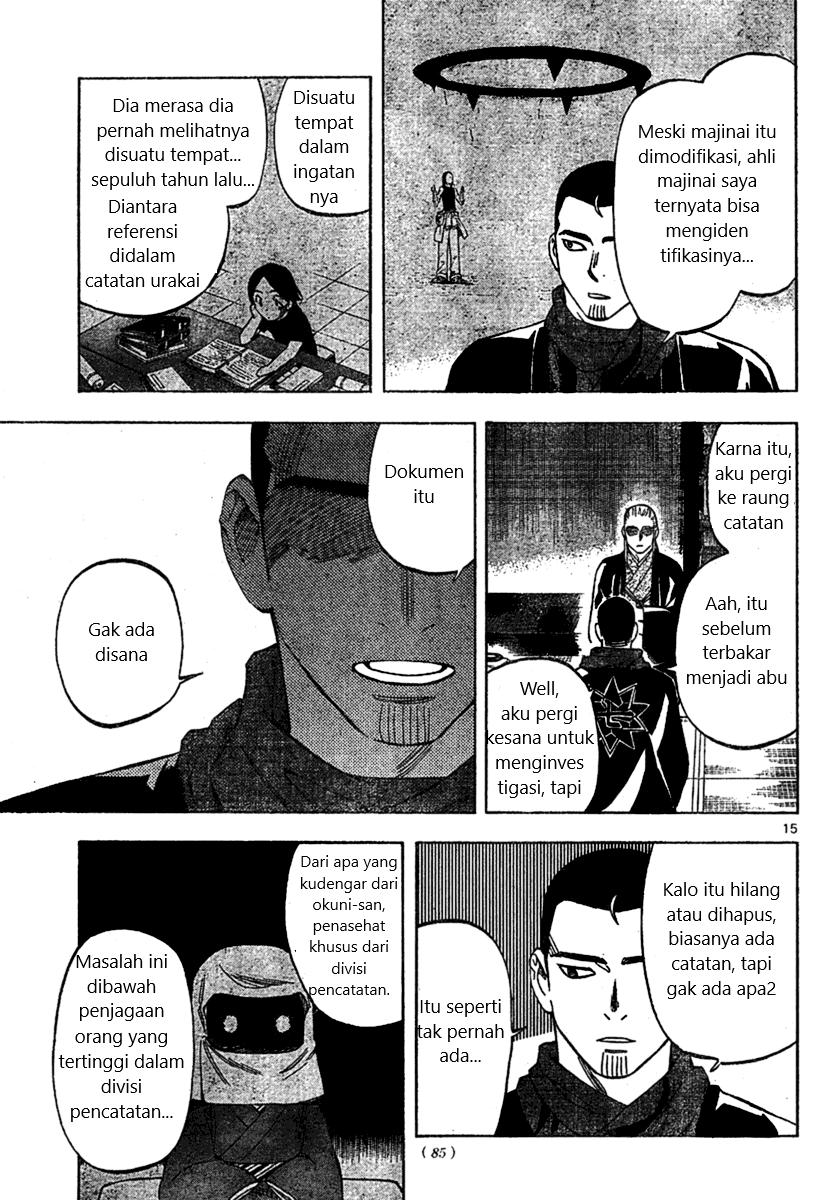 Meski majinai itu
dimodifikasi, ahli
majinai saya
ternyata bisa
mengiden
tifikasinya...
Disuatu
tempat
dalam
ingatan
nya
Dia merasa dia
pernah melihatnya
disuatu tempat...
sepuluh tahun lalu...
Diantara
referensi
didalam
catatan urakai
Karna itu,
aku pergi
ke raung
catatan
Aah, itu
sebelum
terbakar
menjadi abu
Well,
aku pergi
kesana untuk
menginves
tigasi, tapi
Dokumen
itu
Gak ada
disana
15
Kalo itu hilang
atau dihapus,
biasanya ada
catatan, tapi
gak ada apa2
Itu seperti
tak pernah
ada...
Dari apa yang
kudengar dari
okuni-san,
penasehat
khusus dari
divisi
pencatatan.
Masalah ini
dibawah
penjagaan
orang yang
tertinggi dalam
divisi
pencatatan...
( 85 )